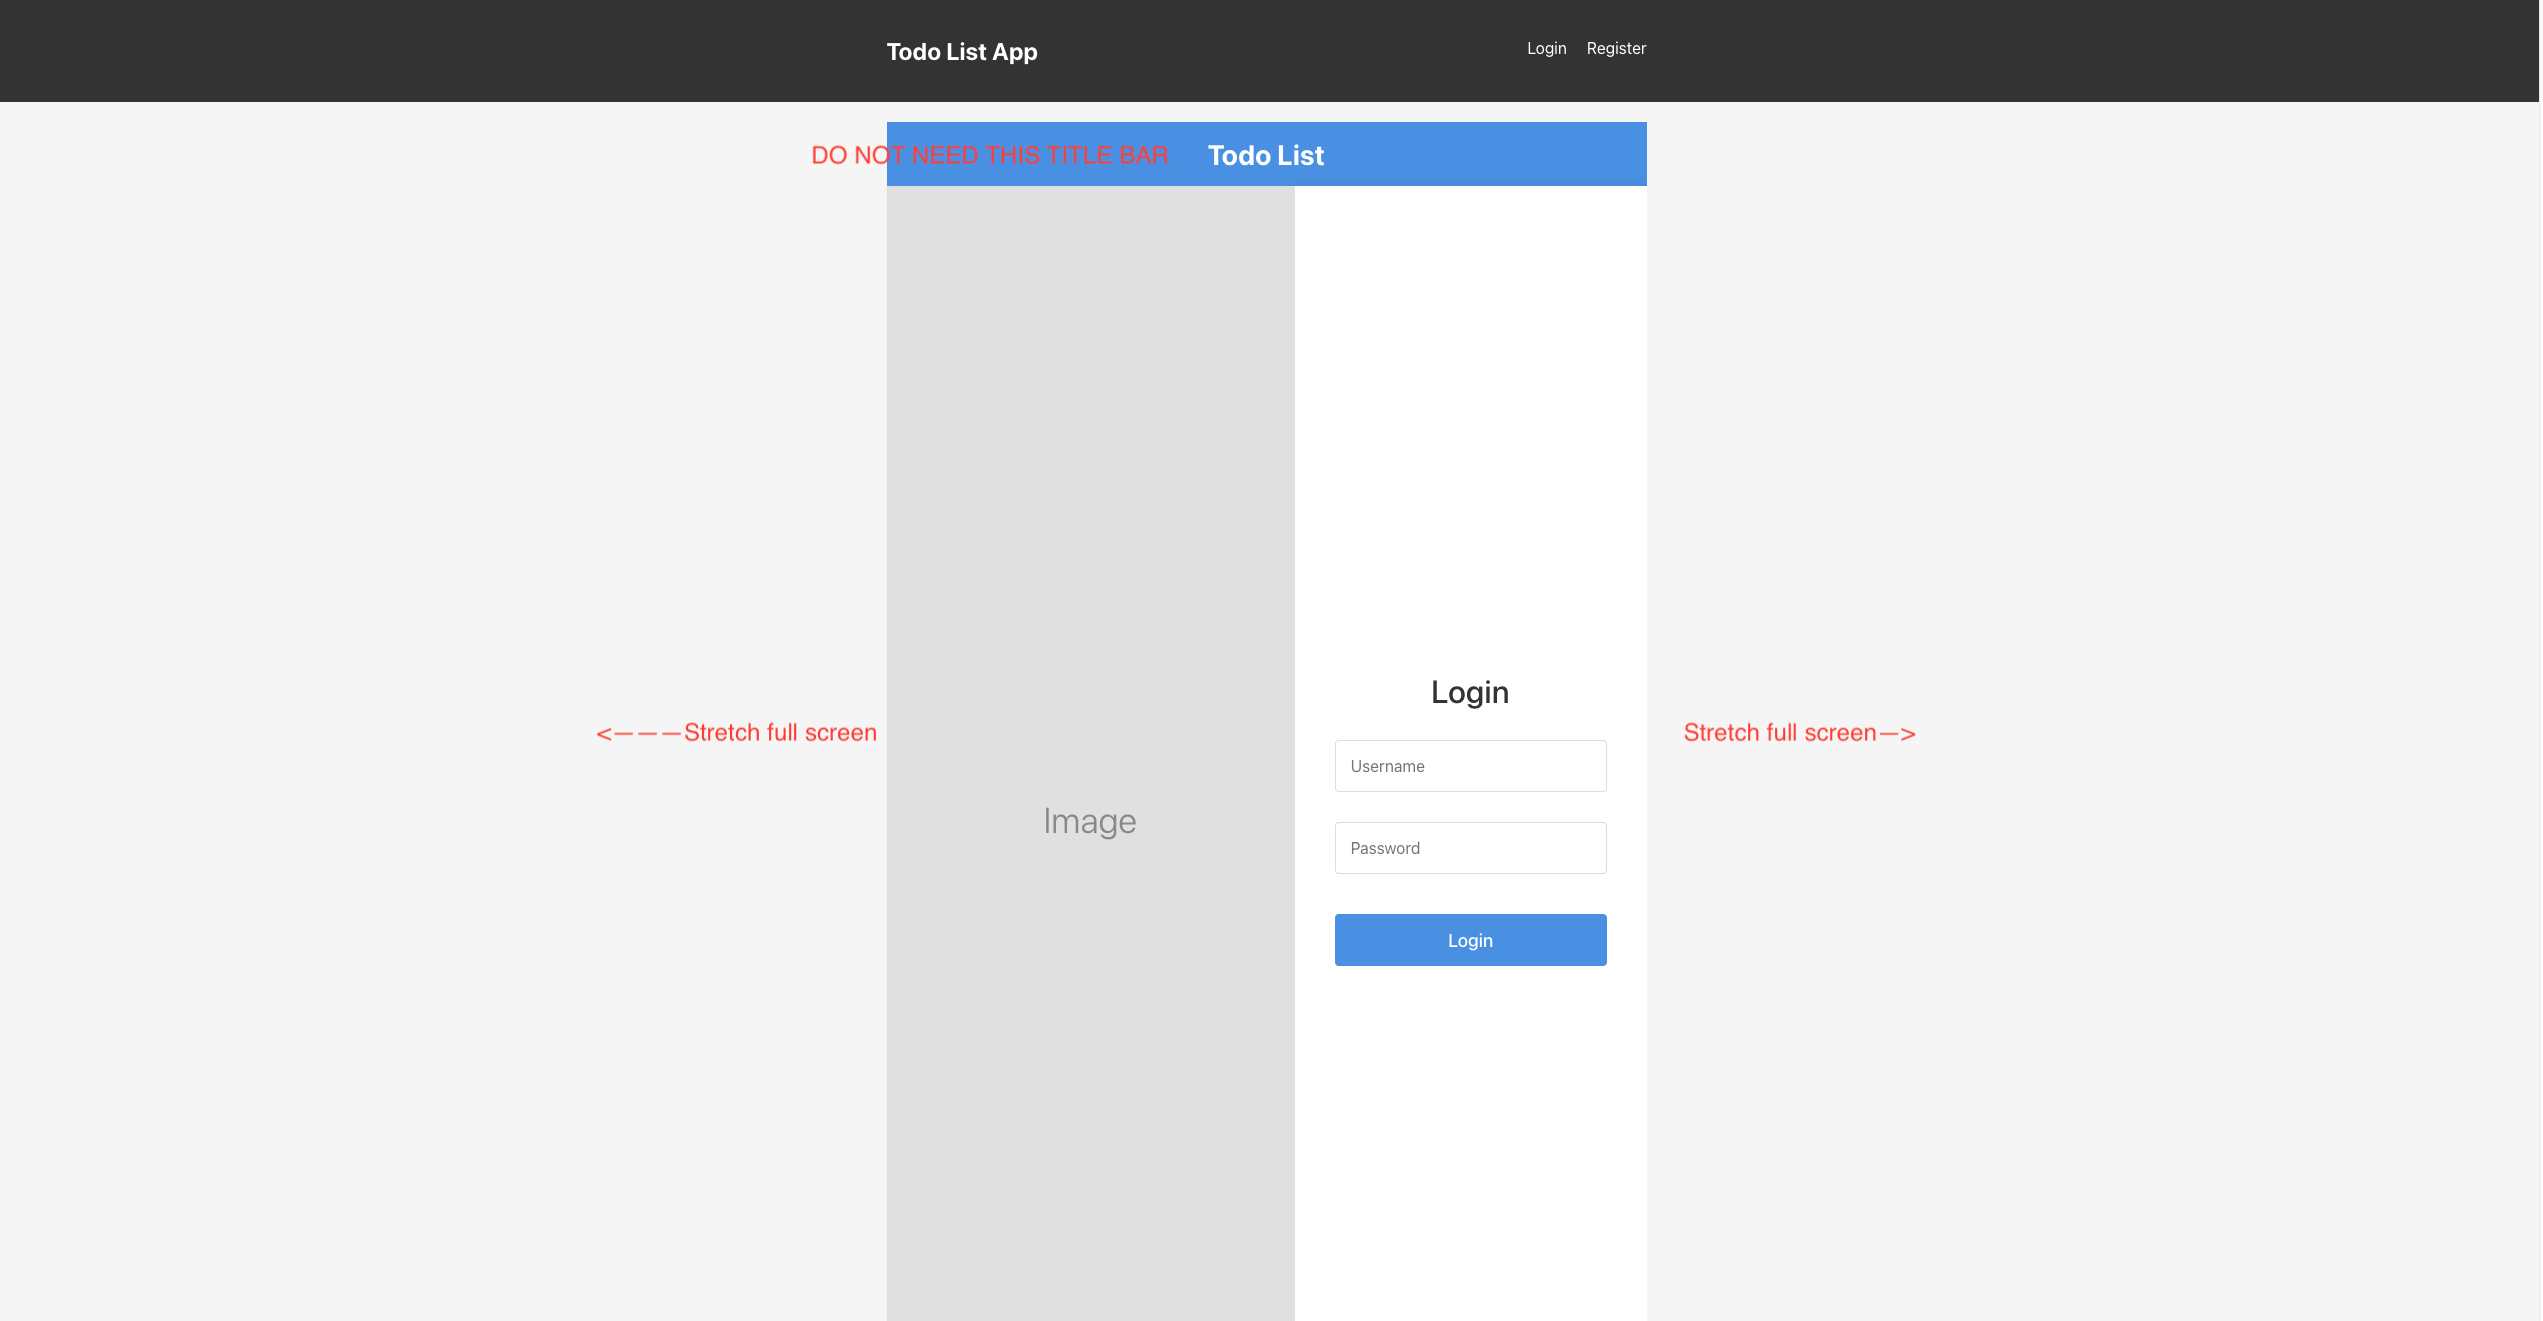 Todo List App
Login Register
DO NOT NEED THIS TITLE BAR
Todo List
Login
<———Stretch full screen
Stretch full screen—>
Username
Image
Password
Login